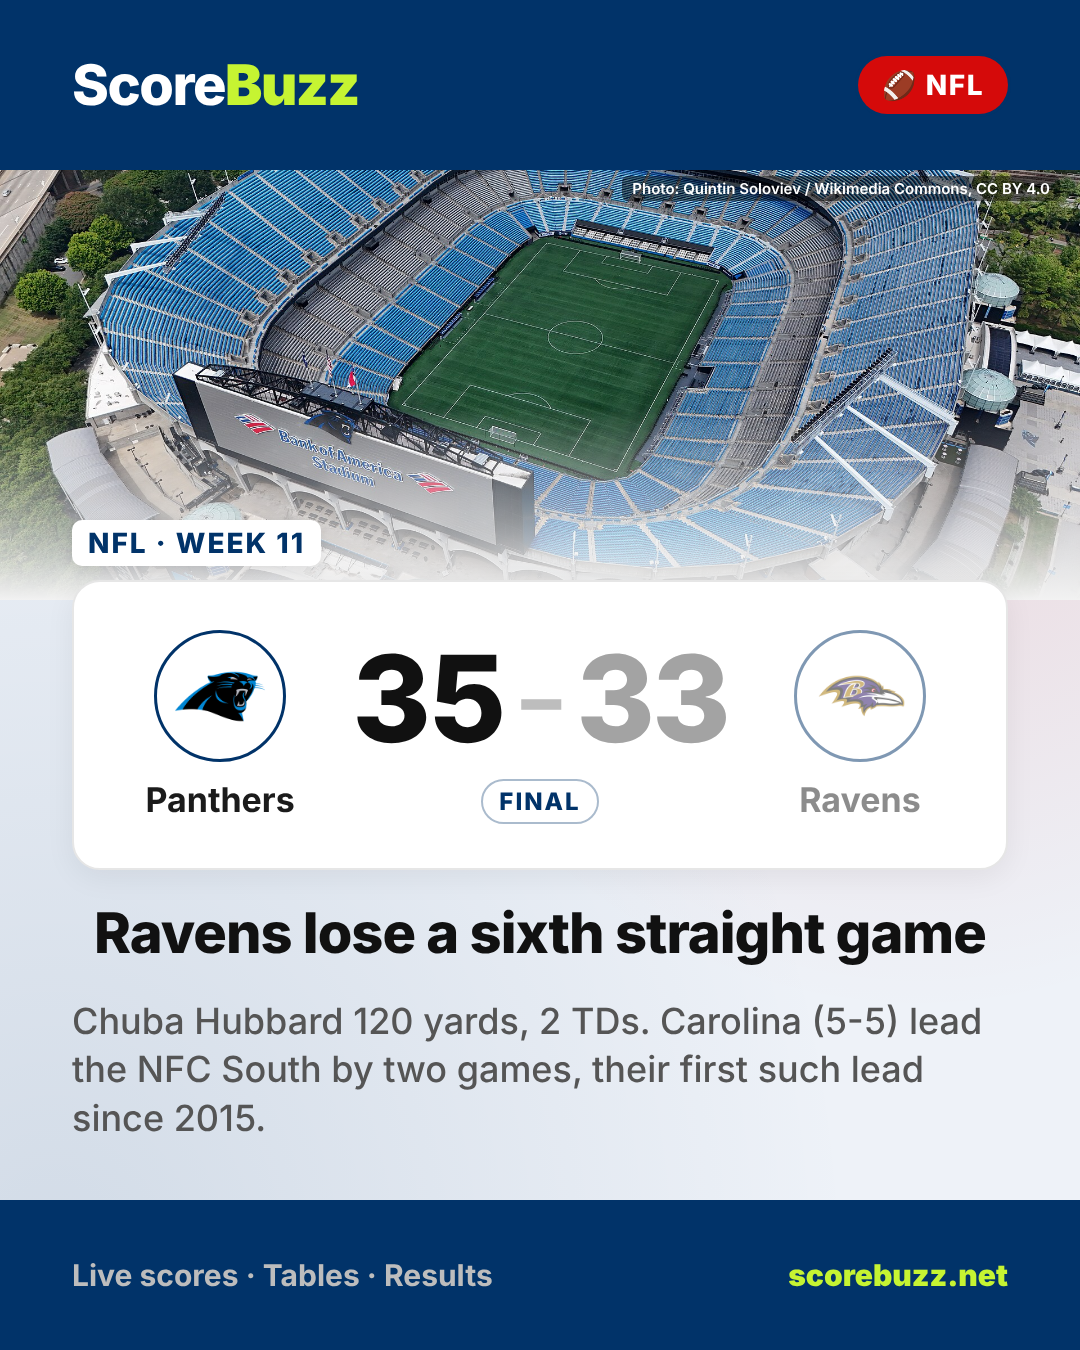 ScoreBuzz
🏈 NFL
Photo: Quintin Soloviev / Wikimedia Commons, CC BY 4.0
Bank of America
Stadium
NFL · WEEK 11
35 - 33
Panthers
FINAL
Ravens
Ravens lose a sixth straight game
Chuba Hubbard 120 yards, 2 TDs. Carolina (5-5) lead
the NFC South by two games, their first such lead
since 2015.
Live scores · Tables · Results
scorebuzz.net